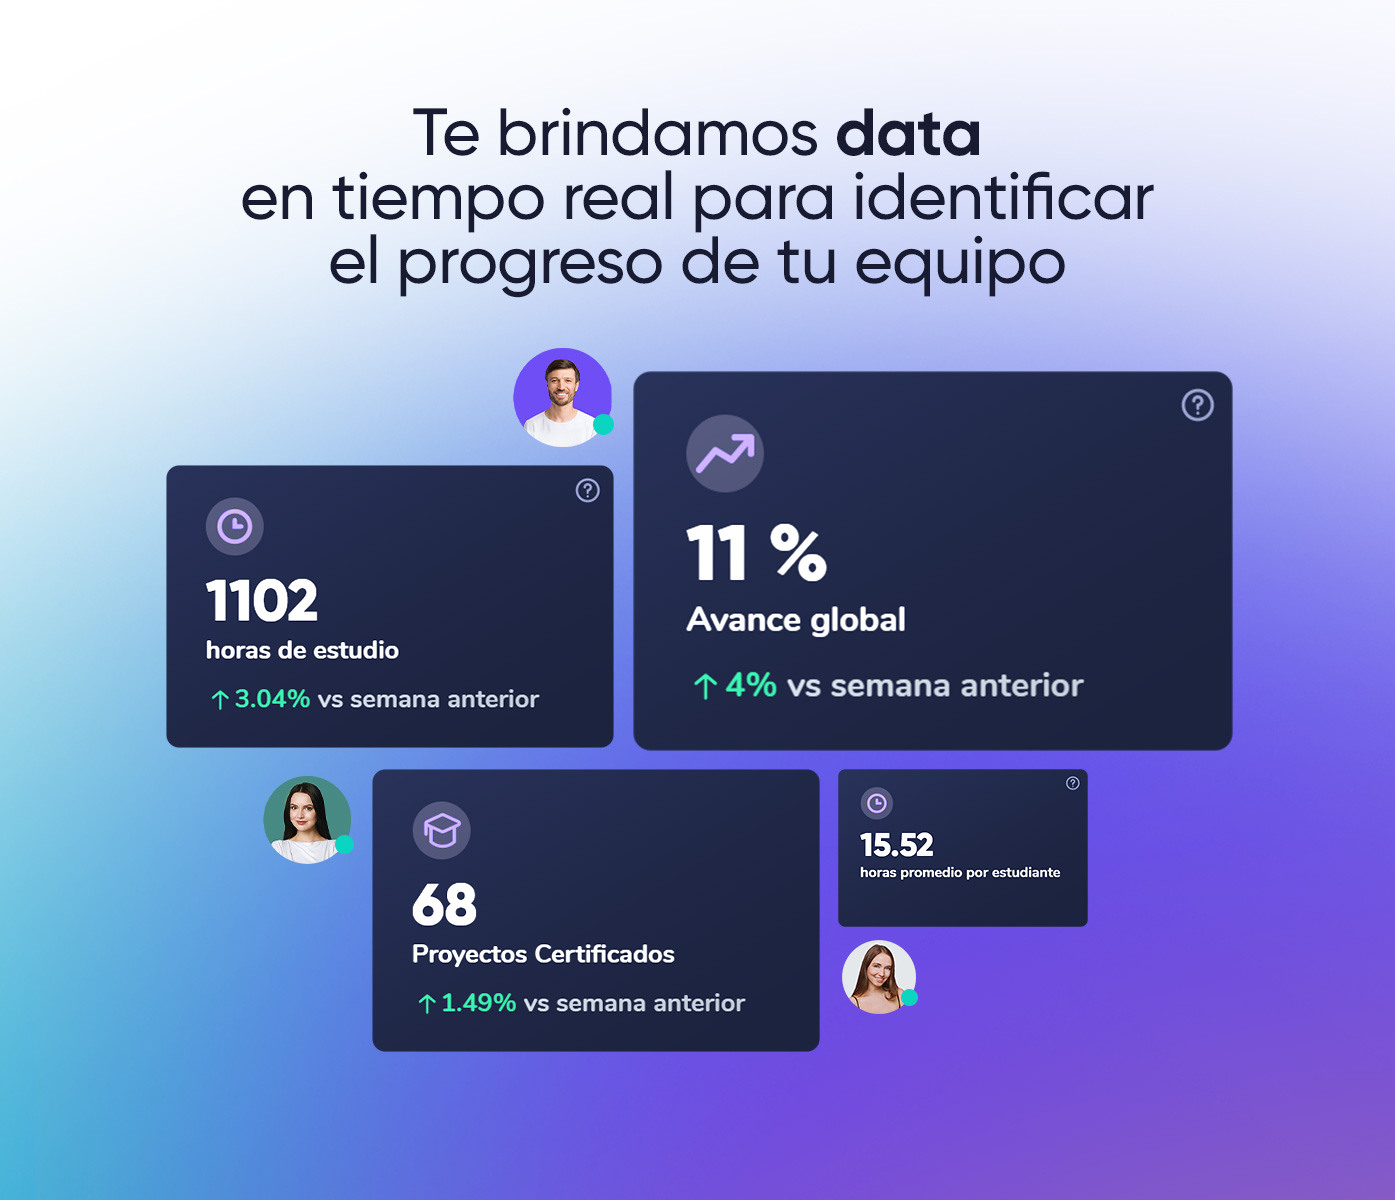 Te brindamos data
en tiempo real para identificar
el progreso de tu equipo
?
1102
horas de estudio
↑ 3.04% vs semana anterior
?
11 %
Avance global
↑ 4% vs semana anterior
68
Proyectos Certificados
↑ 1.49% vs semana anterior
?
15.52
horas promedio por estudiante